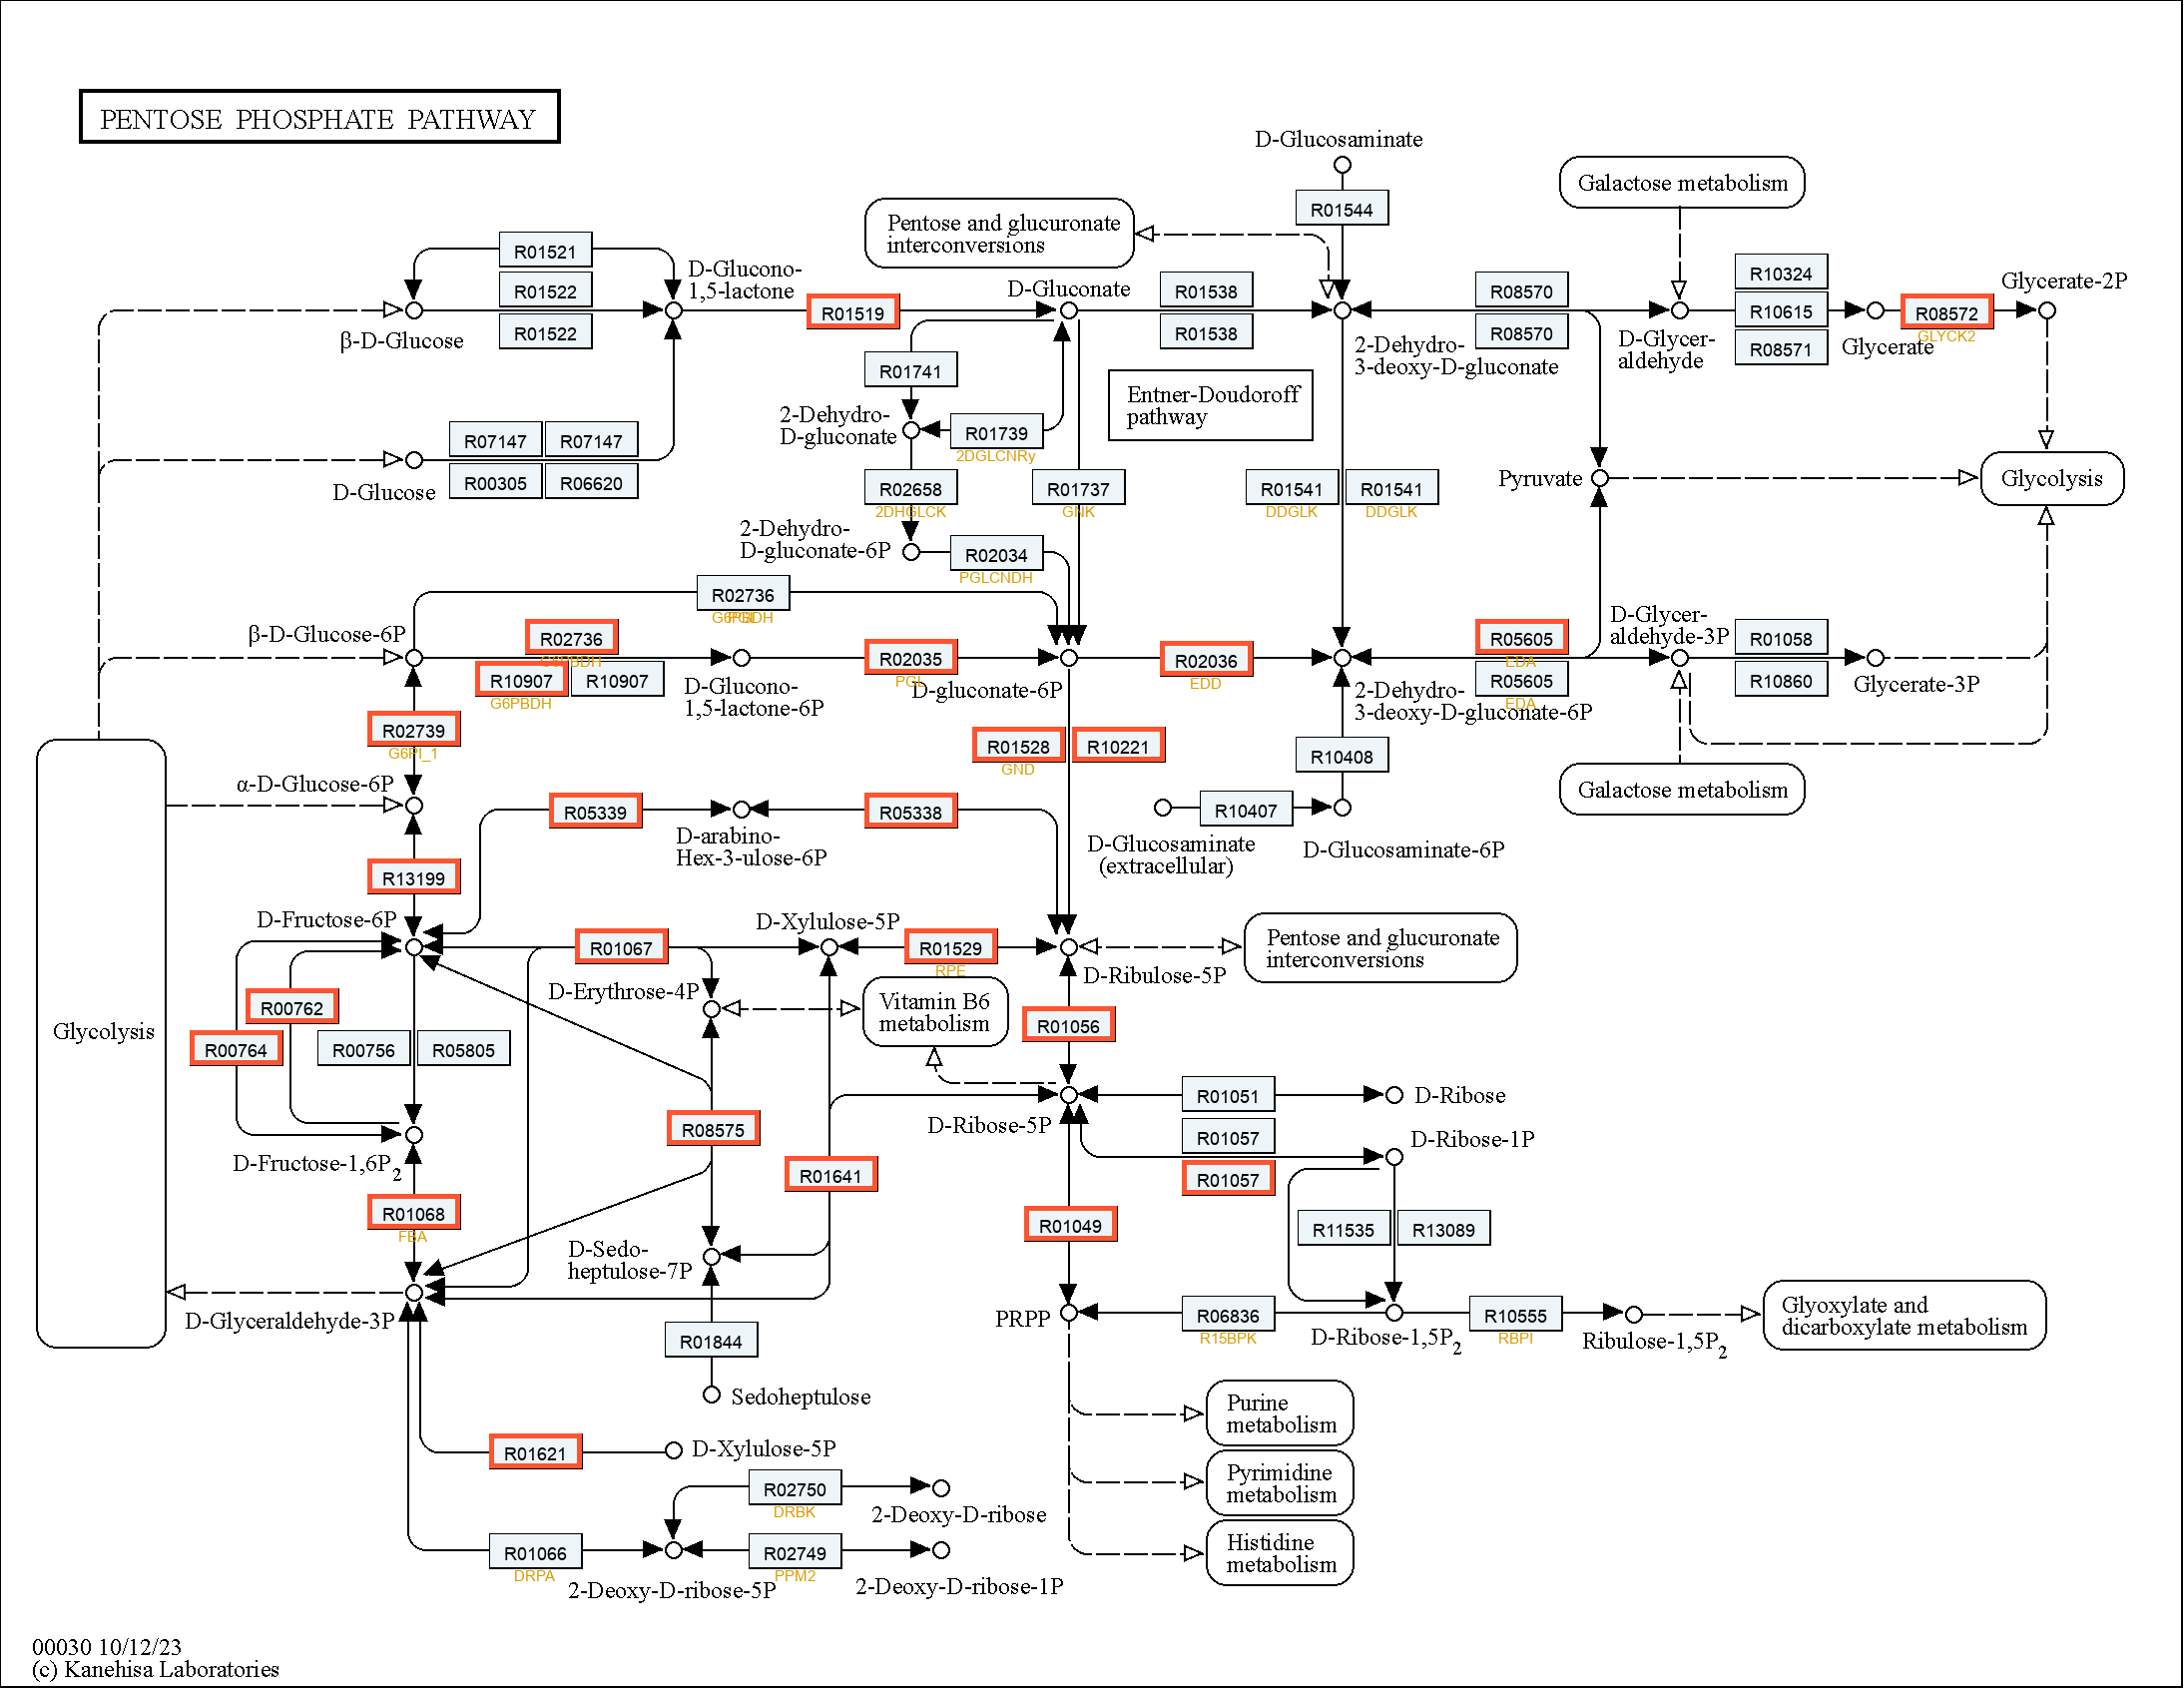 PENTOSE PHOSPHATE PATHWAY
D-Glucosaminate
R01544
Galactose metabolism
Pentose and glucuronate
interconversions
R01521
R01522
R01522
D-Glucono-
1,5-lactone
β-D-Glucose
R01519
D-Gluconate
R01538
R01538
2-Dehydro-
3-deoxy-D-gluconate
R08570
R08570
D-Glycer-
aldehyde
R10324
R10615
R08571
Glycerate
R08572
GLYCK2
Glycerate-2P
R01741
2-Dehydro-
D-gluconate
R01739
2DGLCNRy
Entner-Doudoroff
pathway
R07147
R07147
R00305
R06620
D-Glucose
R02658
2DHGLCK
R01737
GNK
R01541
DDGLK
R01541
DDGLK
Pyruvate
Glycolysis
2-Dehydro-
D-gluconate-6P
R02034
PGLCNDH
R02736
β-D-Glucose-6P
R02736
G6PBDH
R10907
G6PBDH
R10907
D-Glucono-
1,5-lactone-6P
R02035
PGL
D-gluconate-6P
R02036
EDD
2-Dehydro-
3-deoxy-D-gluconate-6P
R05605
EDA
R05605
EDA
D-Glycer-
aldehyde-3P
R01058
R10860
Glycerate-3P
R02739
G6PI_1
R01528
GND
R10221
R10408
Galactose metabolism
α-D-Glucose-6P
R05339
D-arabino-
Hex-3-ulose-6P
R05338
R10407
D-Glucosaminate
(extracellular)
D-Glucosaminate-6P
R13199
D-Fructose-6P
R01067
D-Xylulose-5P
R01529
RPE
D-Ribulose-5P
Pentose and glucuronate
interconversions
D-Erythrose-4P
Vitamin B6
metabolism
R00762
R00764
R00756
R05805
Glycolysis
R01056
D-Ribose-5P
R01051
D-Ribose
R01057
R01057
D-Ribose-1P
R08575
R01641
D-Fructose-1,6P2
R01068
FBA
R01049
R11535
R13089
D-Sedo-
heptulose-7P
D-Glyceraldehyde-3P
PRPP
R06836
R15BPK
D-Ribose-1,5P2
R10555
RBPI
Ribulose-1,5P2
Glyoxylate and
dicarboxylate metabolism
R01844
Sedoheptulose
Purine
metabolism
R01621
D-Xylulose-5P
Pyrimidine
metabolism
R02750
DRBK
2-Deoxy-D-ribose
R01066
DRPA
2-Deoxy-D-ribose-5P
R02749
PPM2
2-Deoxy-D-ribose-1P
Histidine
metabolism
00030 10/12/23
(c) Kanehisa Laboratories